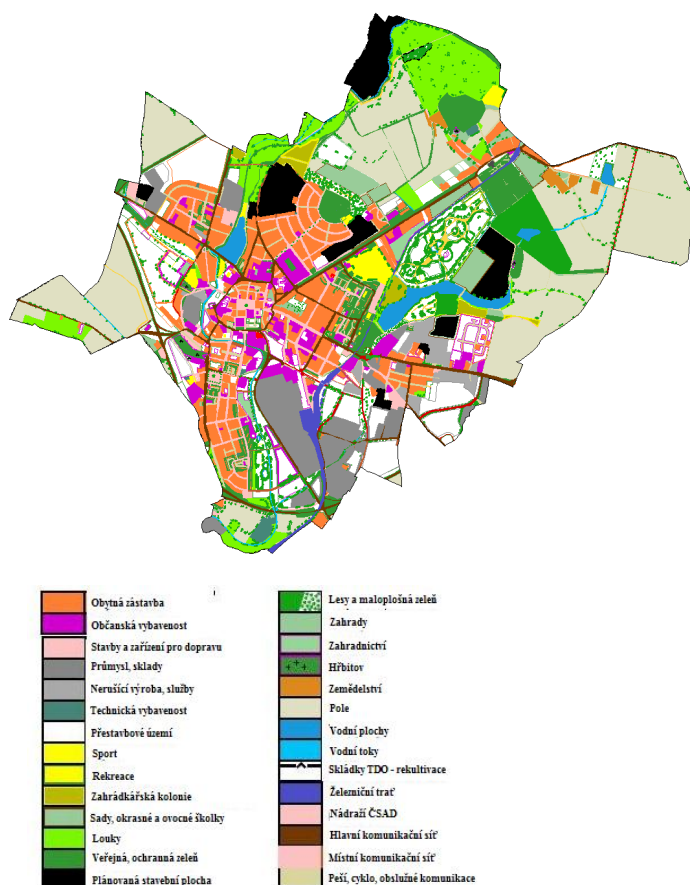 Obytná zástavba
Občanská vybavenost
Stavby a zařízení pro dopravu
Průmysl, sklady
Nerušící výroba, služby
Technická vybavenost
Přestavbové území
Sport
Rekreace
Zahrádkářská kolonie
Sady, okrasné a ovocné školky
Louky
Veřejná, ochranná zeleň
Plánovaná stavební plocha
Lesy a maloplošná zeleň
Zahrady
Zahradnictví
Hřbitov
Zemědělství
Pole
Vodní plochy
Vodní toky
Skládky TDO - rekultivace
Železniční trať
Nádraží ČSAD
Hlavní komunikační síť
Místní komunikační síť
Peší, cyklo, obslužné komunikace